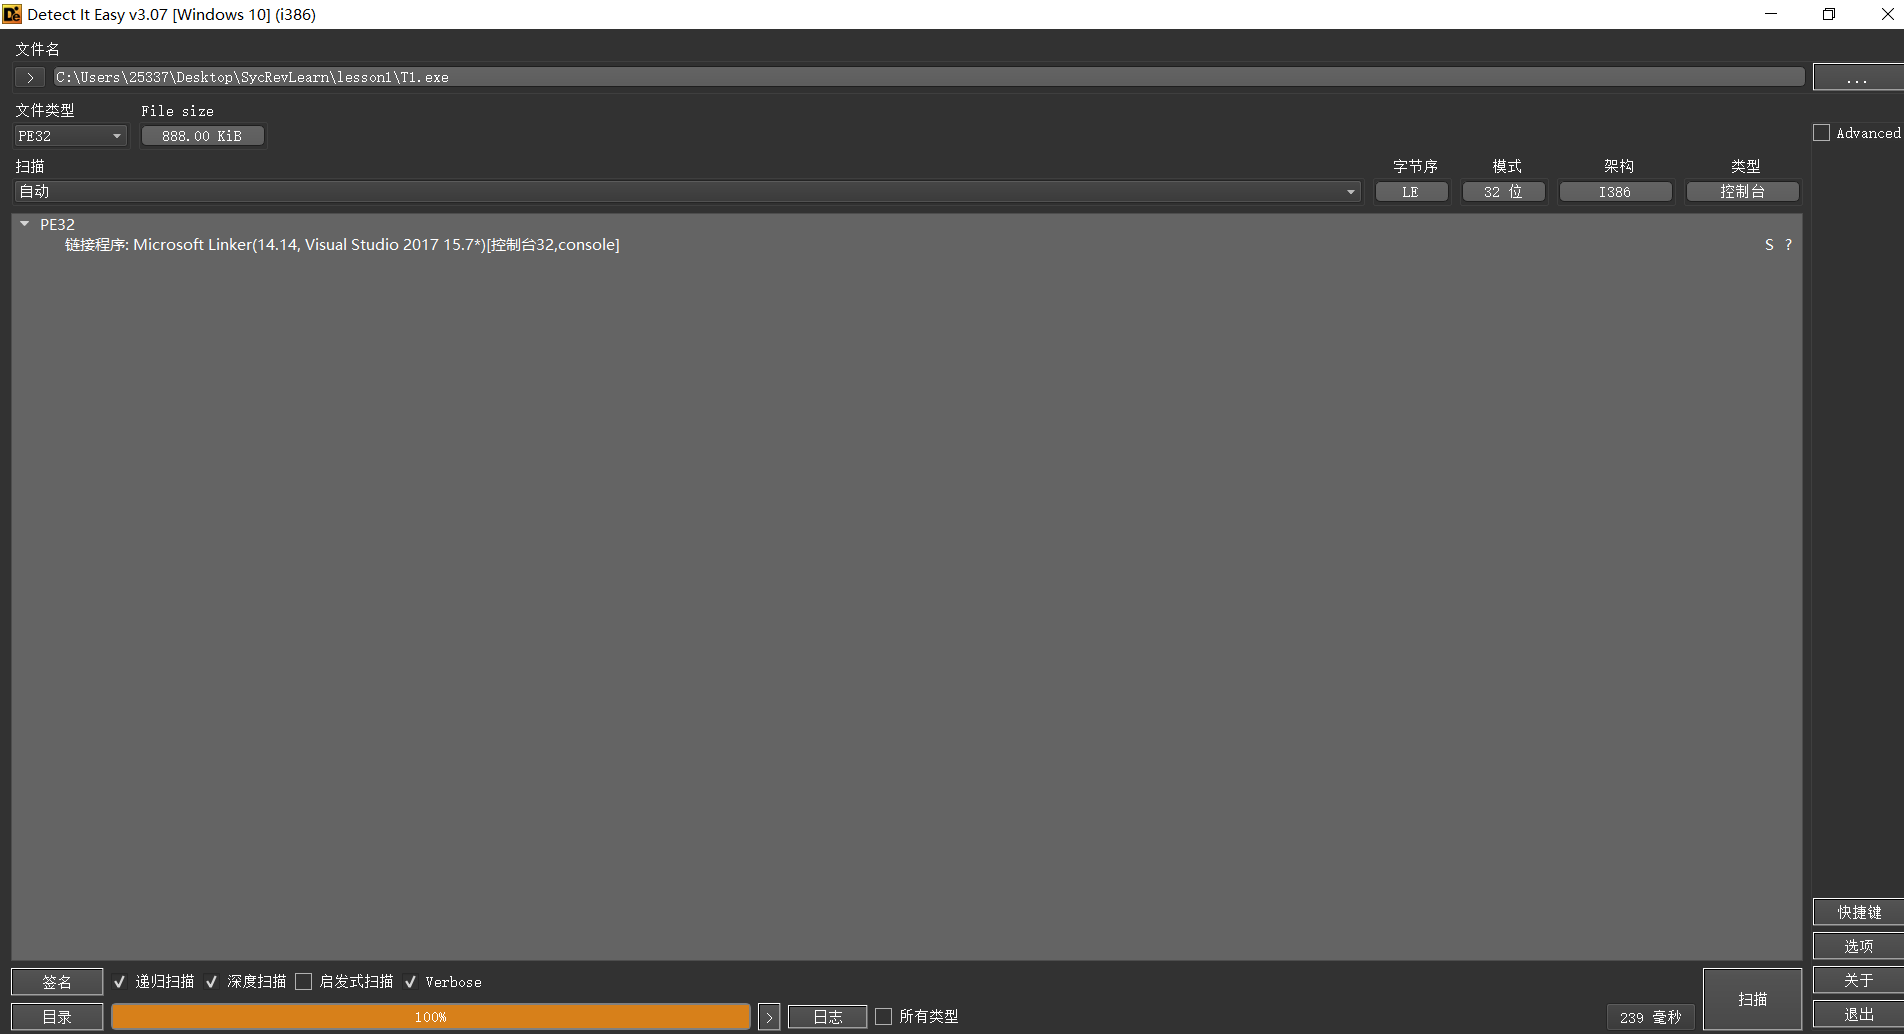 Detect It Easy v3.07 [Windows 10] (i386)
文件名
> C:\Users\25337\Desktop\SycRevLearn\lesson1\T1.exe ...
文件类型 File size
PE32 888.00 KiB
Advanced
扫描 字节序 模式 架构 类型
自动 LE 32 位 I386 控制台
PE32
链接程序: Microsoft Linker(14.14, Visual Studio 2017 15.7*)[控制台32,console] S ?
快捷键
选项
签名 递归扫描 深度扫描 启发式扫描 Verbose
扫描
关于
目录 100% > 日志 所有类型 239 毫秒
退出